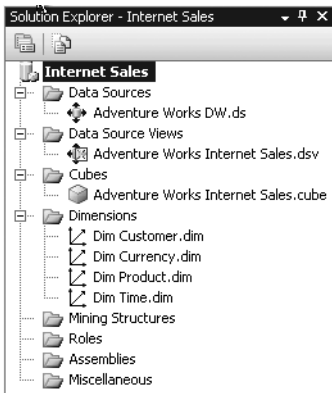 Solution Explorer - Internet Sales
Internet Sales
Data Sources
Adventure Works DW.ds
Data Source Views
Adventure Works Internet Sales.dsv
Cubes
Adventure Works Internet Sales.cube
Dimensions
Dim Customer.dim
Dim Currency.dim
Dim Product.dim
Dim Time.dim
Mining Structures
Roles
Assemblies
Miscellaneous